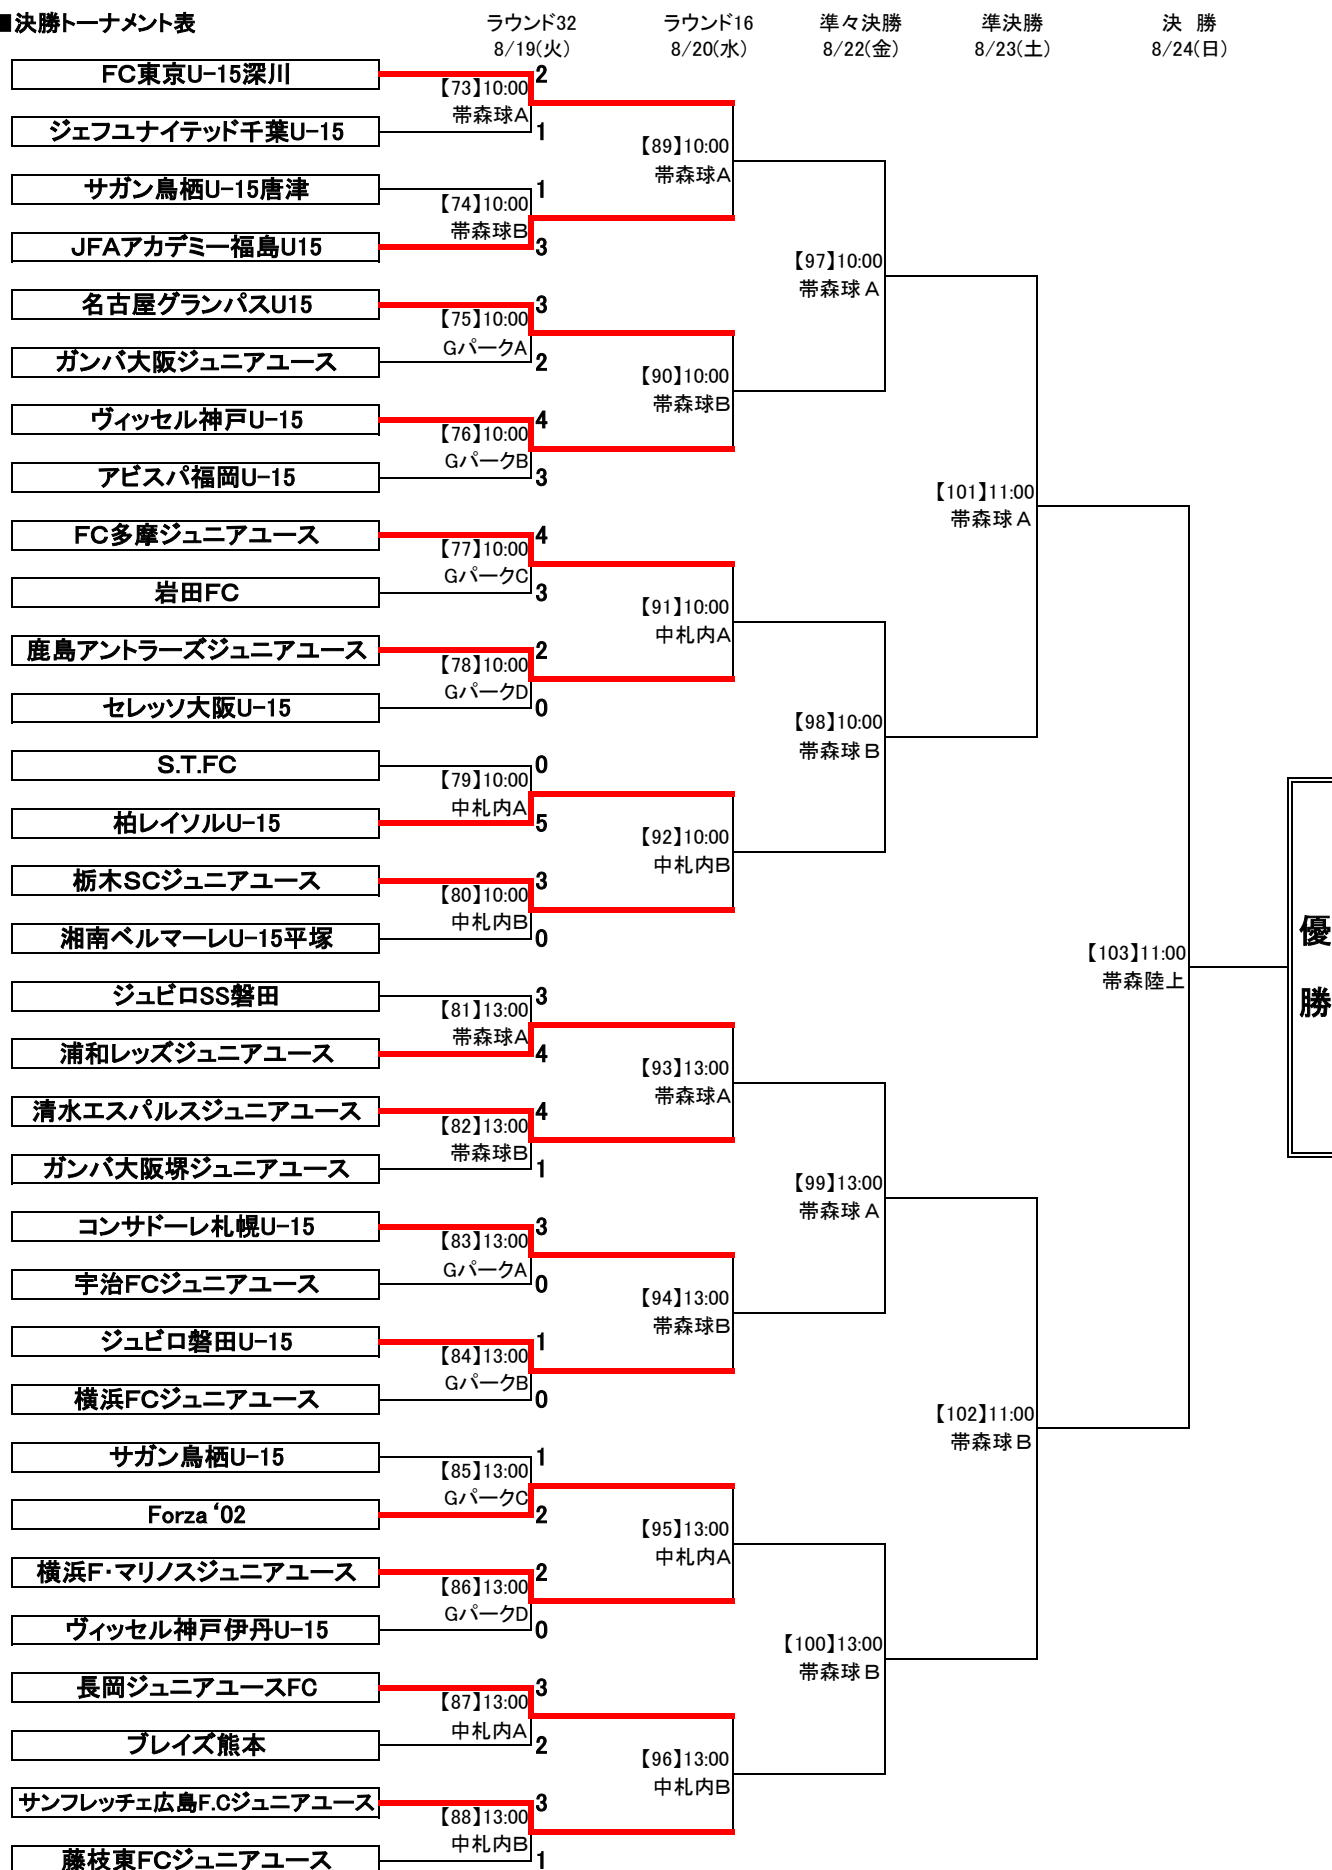 ■決勝トーナメント表
ラウンド32 ラウンド16 準々決勝 準決勝 決 勝
8/19(火) 8/20(水) 8/22(金) 8/23(土) 8/24(日)
FC東京U-15深川 2
【73】10:00
帯森球A
ジェフユナイテッド千葉U-15 1
【89】10:00
帯森球A
サガン鳥栖U-15唐津 1
【74】10:00
帯森球B
JFAアカデミー福島U15 3
【97】10:00
帯森球A
名古屋グランパスU15 3
【75】10:00
GパークA
ガンバ大阪ジュニアユース 2
【90】10:00
帯森球B
ヴィッセル神戸U-15 4
【76】10:00
GパークB
アビスパ福岡U-15 3
【101】11:00
帯森球A
FC多摩ジュニアユース 4
【77】10:00
GパークC
岩田FC 3
【91】10:00
中札内A
鹿島アントラーズジュニアユース 2
【78】10:00
GパークD
セレッソ大阪U-15 0
【98】10:00
帯森球B
S.T.FC 0
【79】10:00
中札内A
柏レイソルU-15 5
【92】10:00
中札内B
栃木SCジュニアユース 3
【80】10:00
中札内B
湘南ベルマーレU-15平塚 0
優
勝
【103】11:00
帯森陸上
ジュビロSS磐田 3
【81】13:00
帯森球A
浦和レッズジュニアユース 4
【93】13:00
帯森球A
清水エスパルスジュニアユース 4
【82】13:00
帯森球B
ガンバ大阪堺ジュニアユース 1
【99】13:00
帯森球A
コンサドーレ札幌U-15 3
【83】13:00
GパークA
宇治FCジュニアユース 0
【94】13:00
帯森球B
ジュビロ磐田U-15 1
【84】13:00
GパークB
横浜FCジュニアユース 0
【102】11:00
帯森球B
サガン鳥栖U-15 1
【85】13:00
GパークC
Forza‘02 2
【95】13:00
中札内A
横浜F・マリノスジュニアユース 2
【86】13:00
GパークD
ヴィッセル神戸伊丹U-15 0
【100】13:00
帯森球B
長岡ジュニアユースFC 3
【87】13:00
中札内A
ブレイズ熊本 2
【96】13:00
中札内B
サンフレッチェ広島F.Cジュニアユース 3
【88】13:00
中札内B
藤枝東FCジュニアユース 1